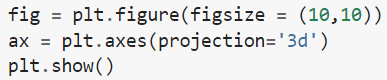 fig = plt.figure(figsize = (10,10))
ax = plt.axes(projection='3d')
plt.show()